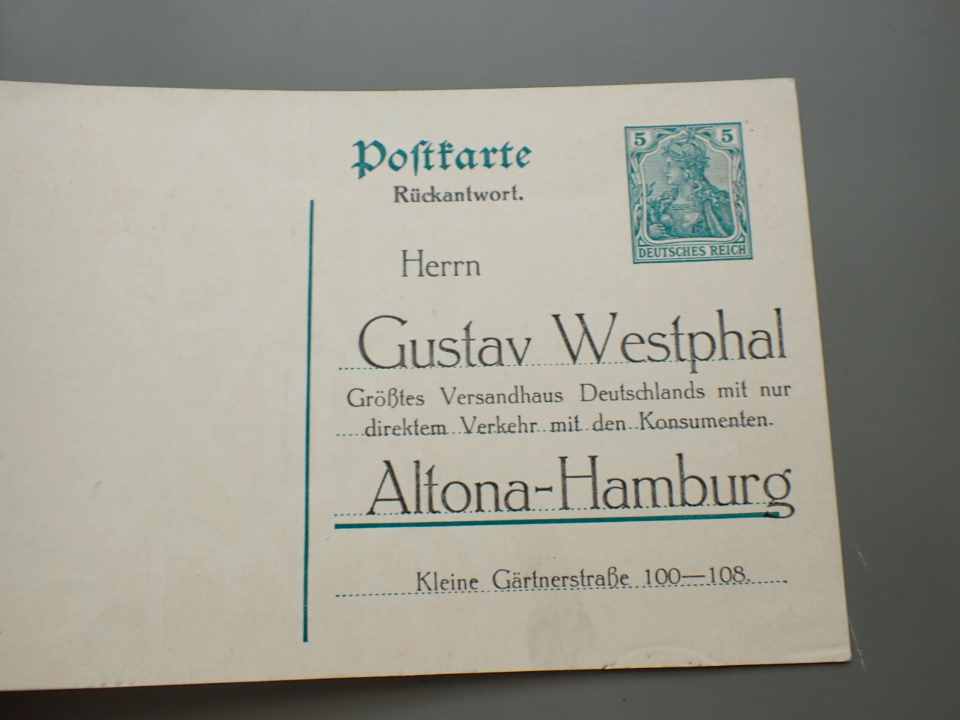 Postkarte
Rückantwort.
5 5
DEUTSCHES REICH
Herrn
Gustav Westphal
Größtes Versandhaus Deutschlands mit nur
direktem Verkehr mit den Konsumenten.
Altona-Hamburg
Kleine Gärtnerstraße 100—108.